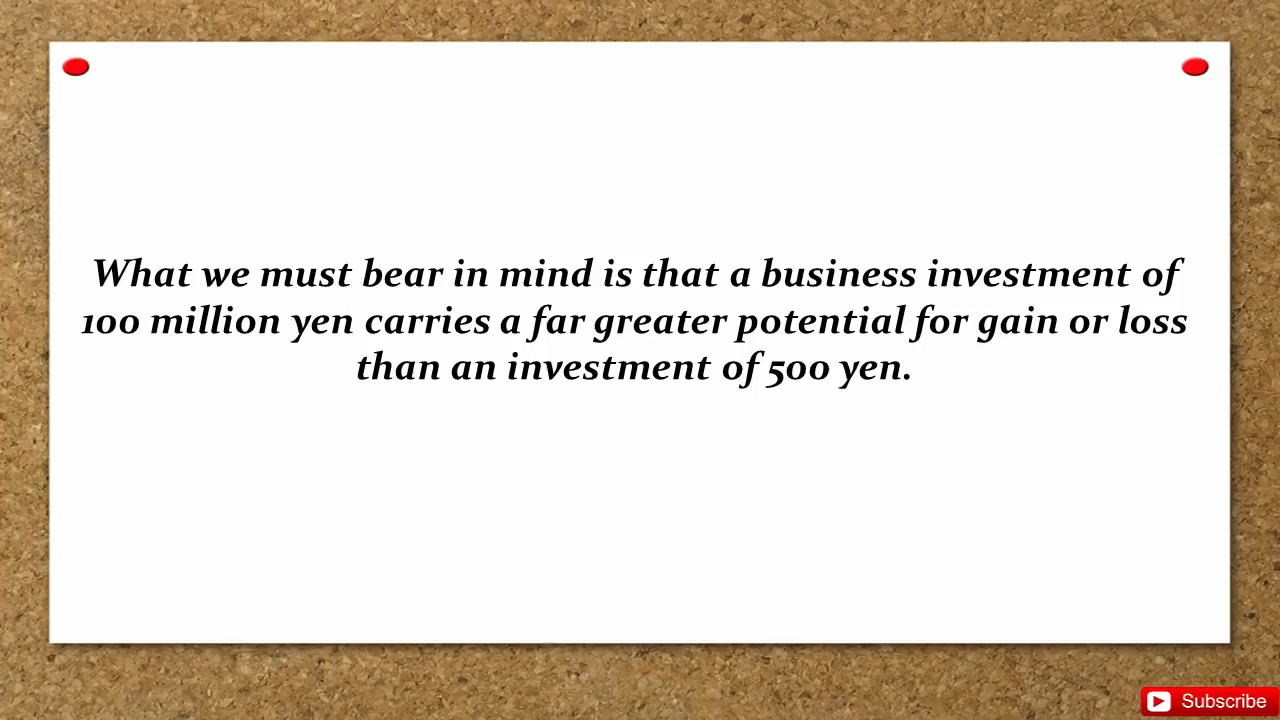 What we must bear in mind is that a business investment of
100 million yen carries a far greater potential for gain or loss
than an investment of 500 yen.
Subscribe